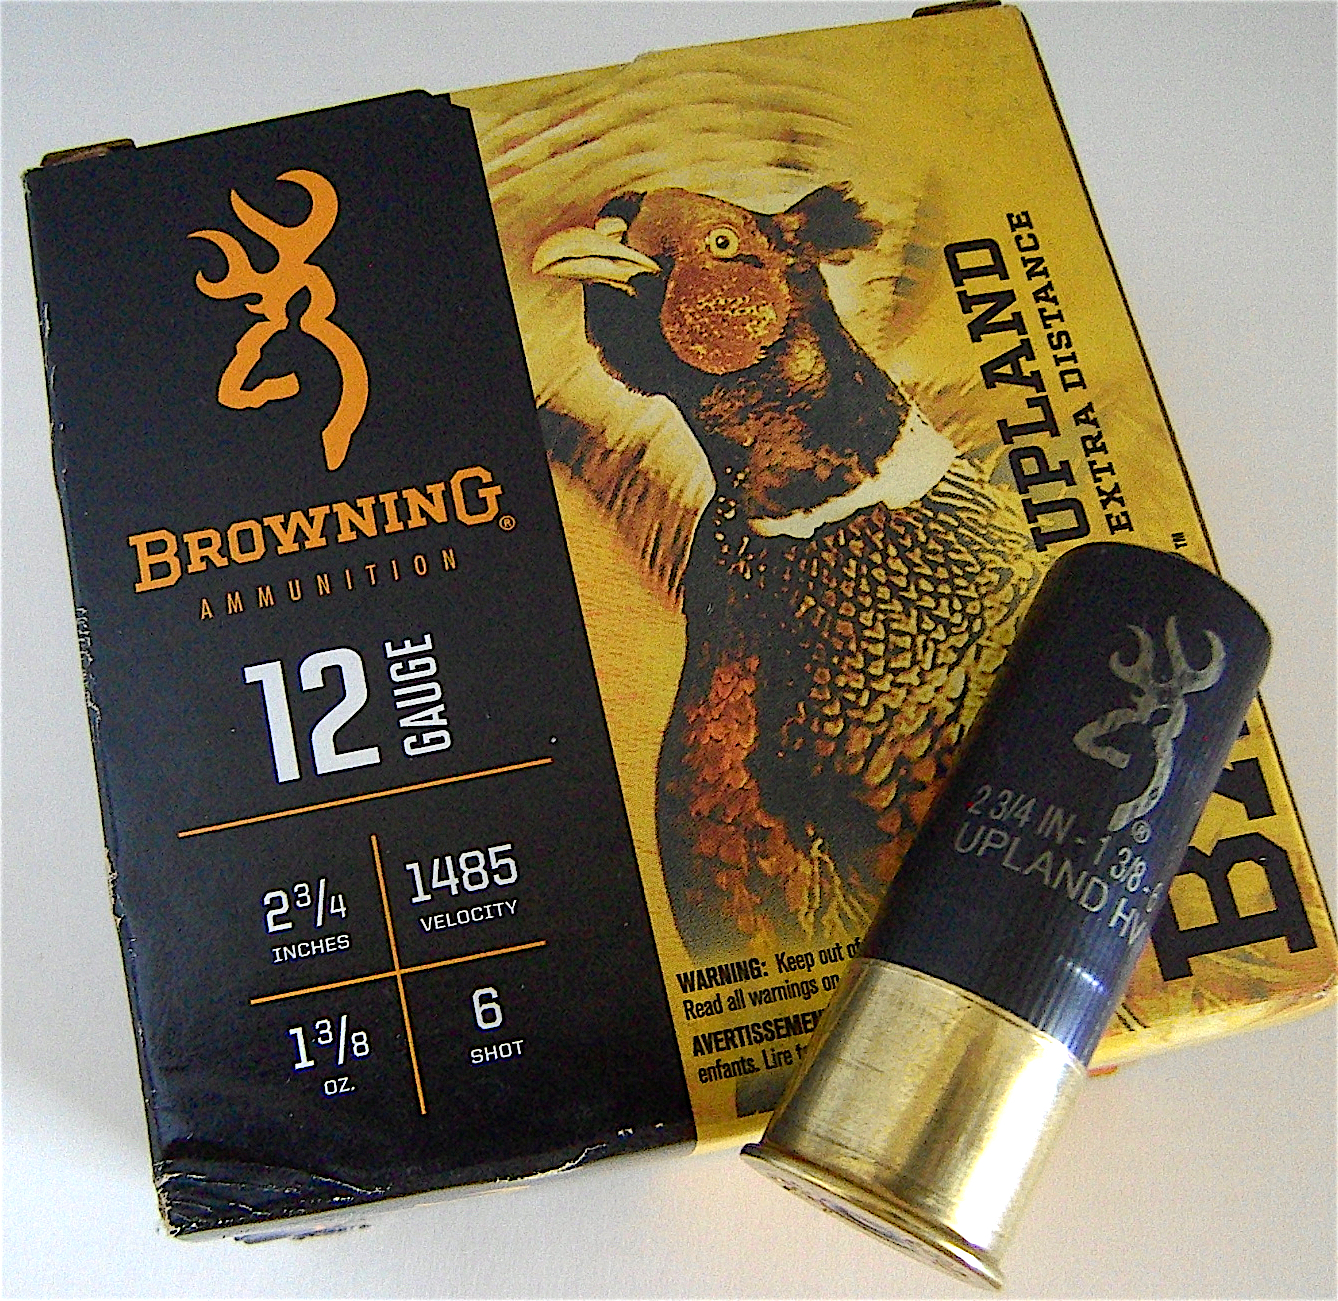 BROWNING®
AMMUNITION
12 GAUGE
2 3/4
INCHES
1485
VELOCITY
1 3/8
OZ.
6
SHOT
UPLAND
EXTRA DISTANCE
TM
WARNING: Keep out of
Read all warnings on
enfants. Lire
2 3/4 IN - 1 3/8 - 6
®
UPLAND HV